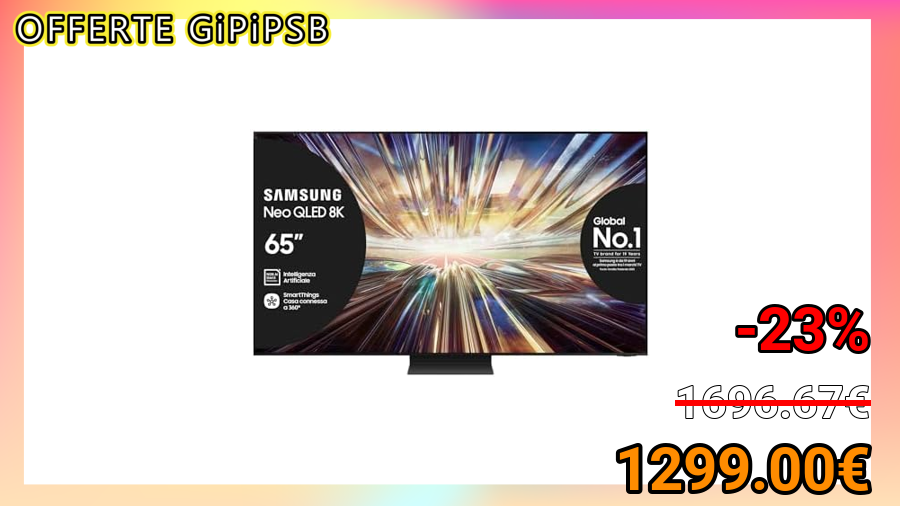 OFFERTE GiPiPSB
SAMSUNG
Neo QLED 8K
65”
Intelligenza
Artificiale
SmartThings
Casa connessa
a 360°
Global
No.1
TV brand for 19 Years
-23%
1696.67€
1299.00€